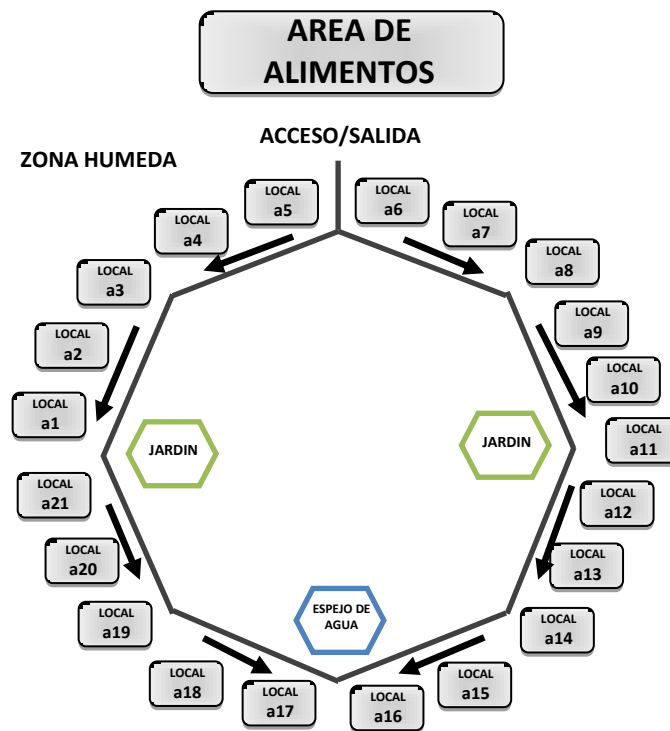 AREA DE
ALIMENTOS
ACCESO/SALIDA
ZONA HUMEDA
LOCAL
a5
LOCAL
a6
LOCAL
a4
LOCAL
a7
LOCAL
a3
LOCAL
a8
LOCAL
a2
LOCAL
a9
LOCAL
a10
LOCAL
a1
LOCAL
a11
JARDIN
JARDIN
LOCAL
a21
LOCAL
a12
LOCAL
a20
LOCAL
a13
LOCAL
a19
ESPEJO DE
AGUA
LOCAL
a14
LOCAL
a18
LOCAL
a17
LOCAL
a16
LOCAL
a15